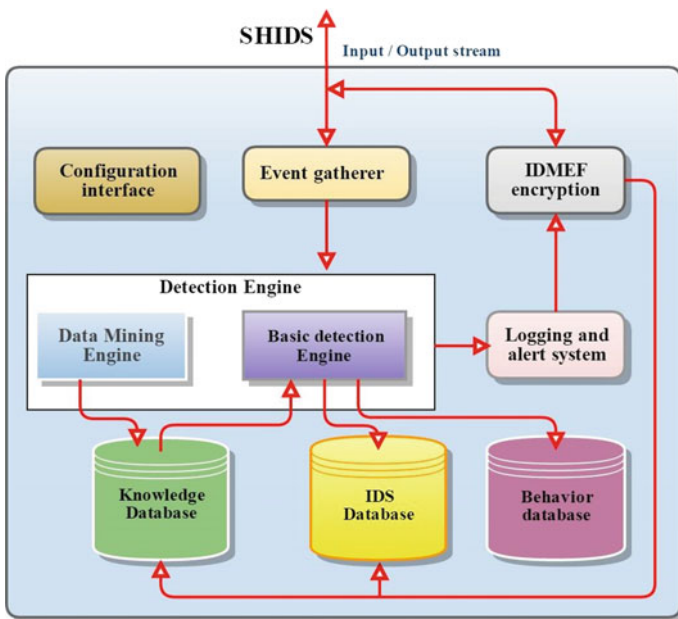 SHIDS
Input / Output stream
Configuration
interface
Event gatherer
IDMEF
encryption
Detection Engine
Data Mining
Engine
Basic detection
Engine
Logging and
alert system
Knowledge
Database
IDS
Database
Behavior
database